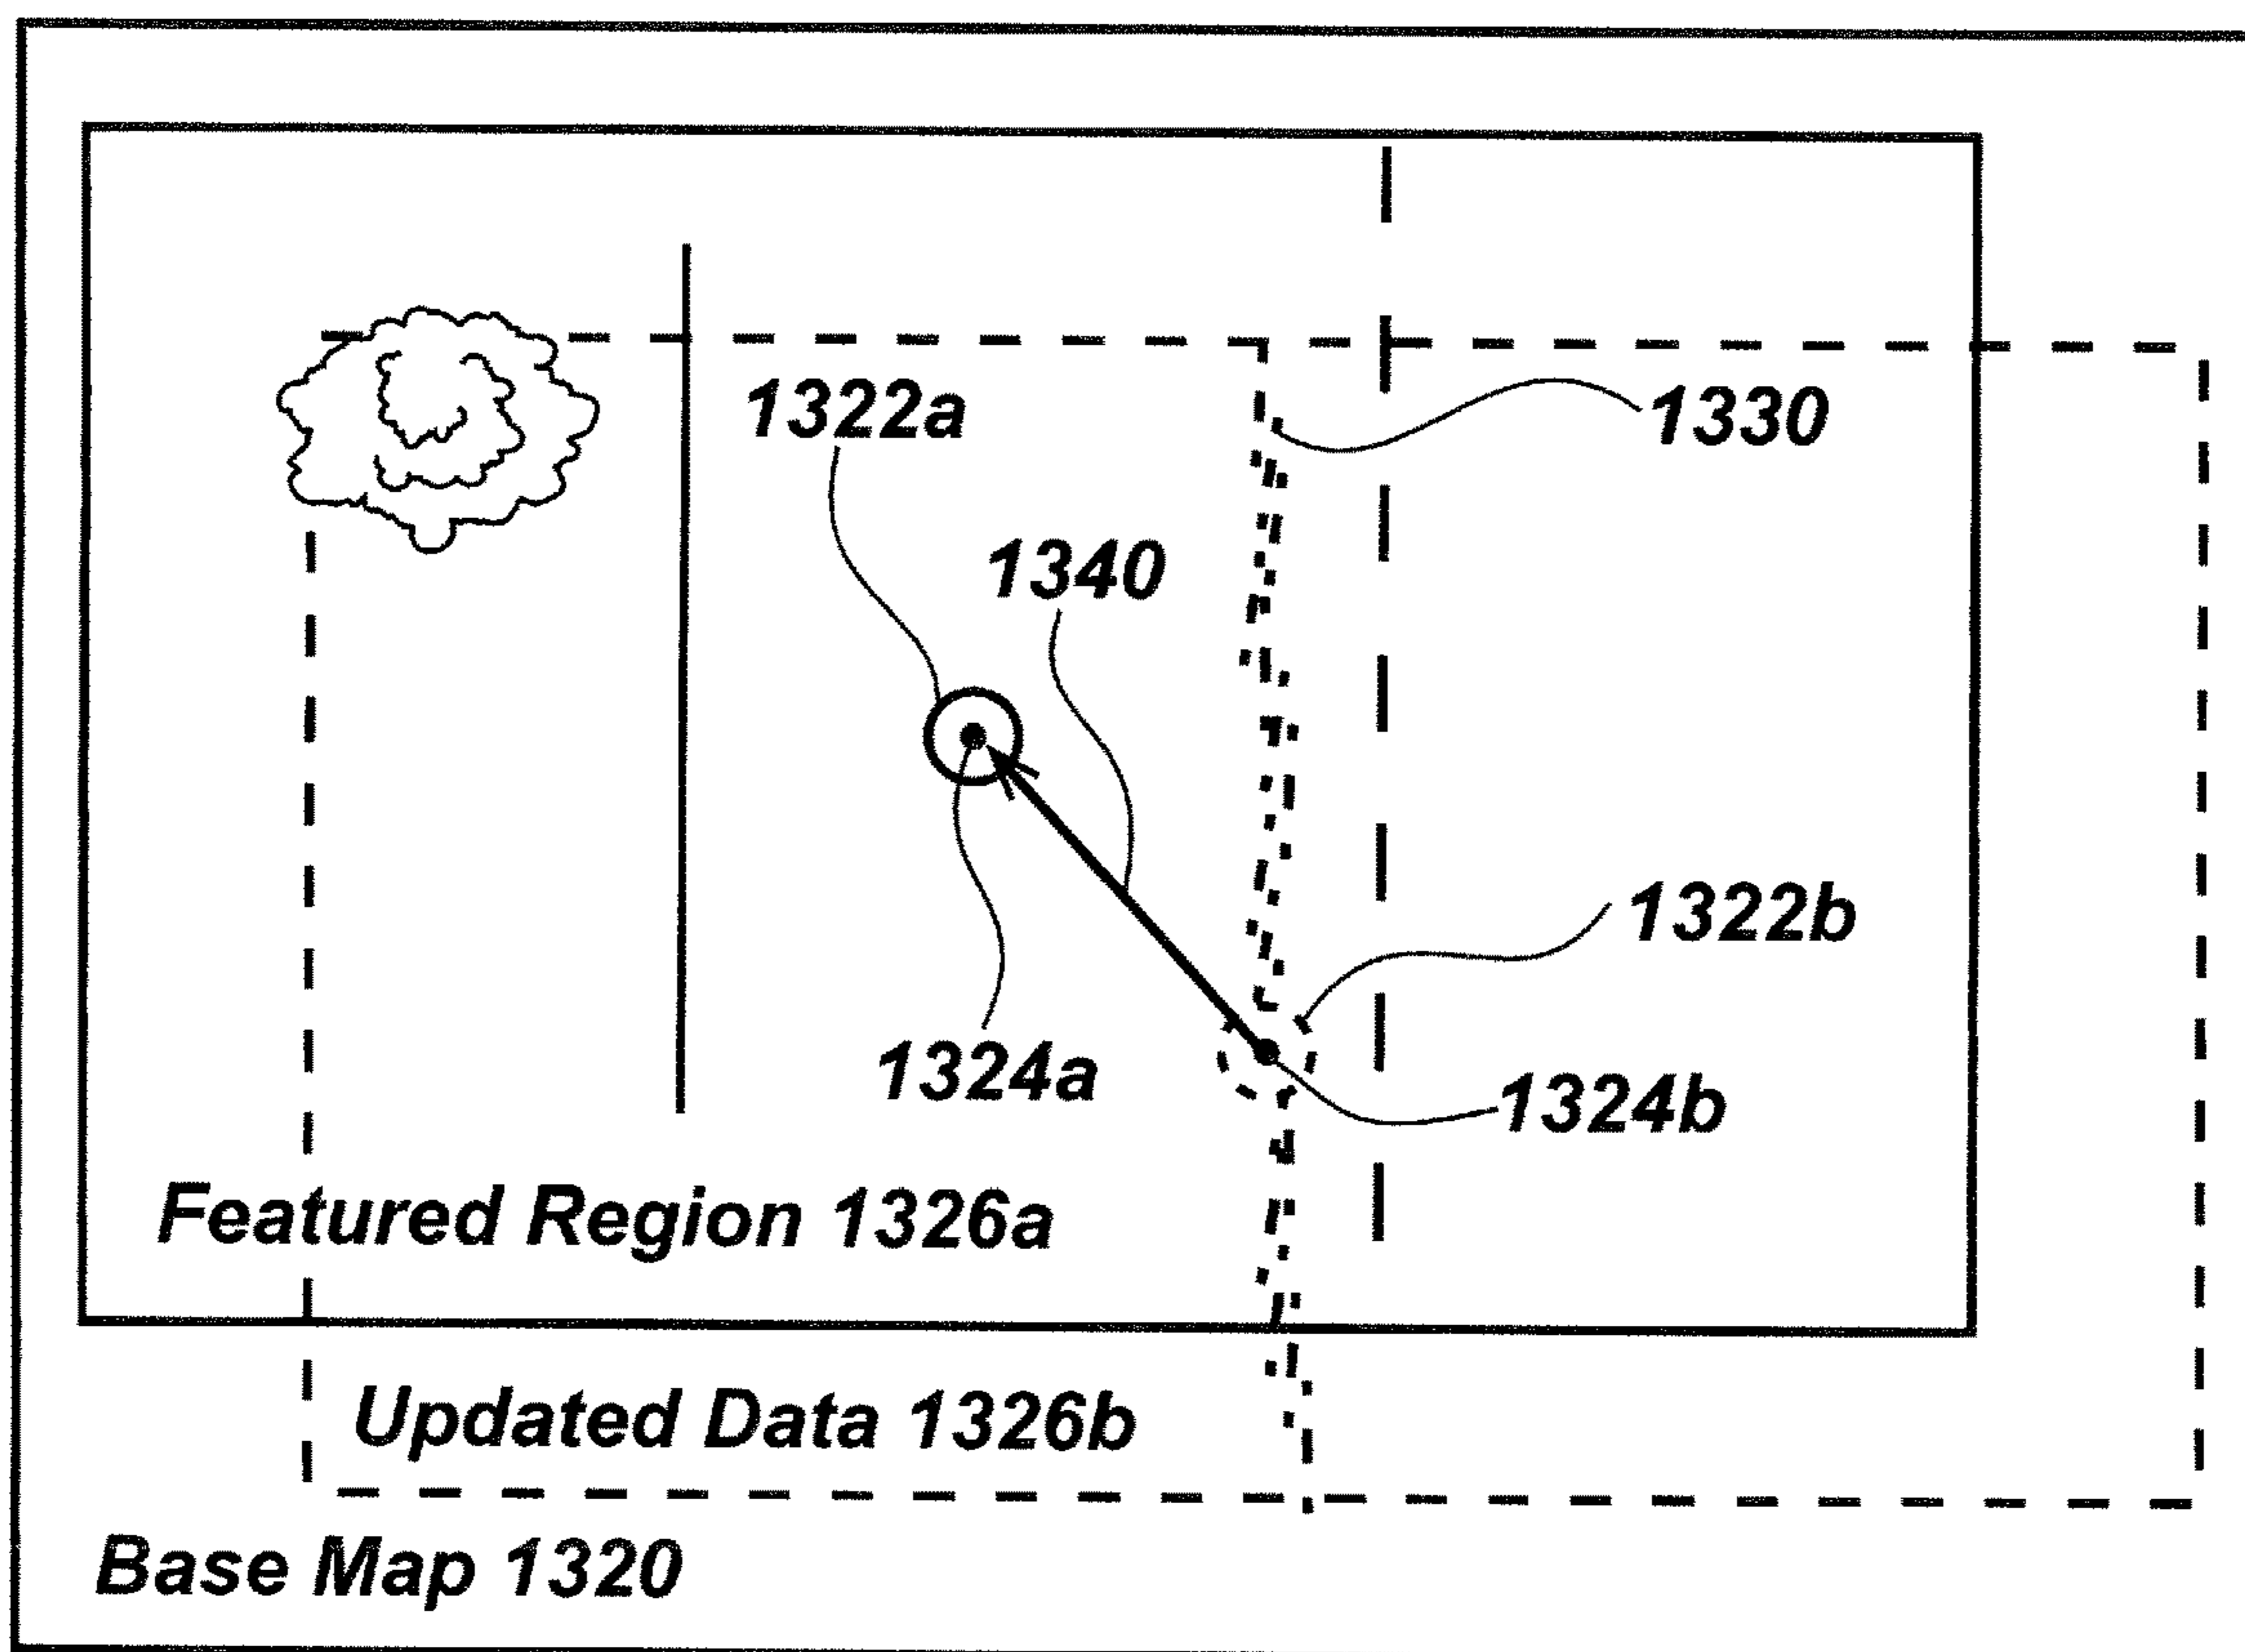 1322a
1330
1340
1322b
1324a
1324b
Featured Region 1326a
Updated Data 1326b
Base Map 1320